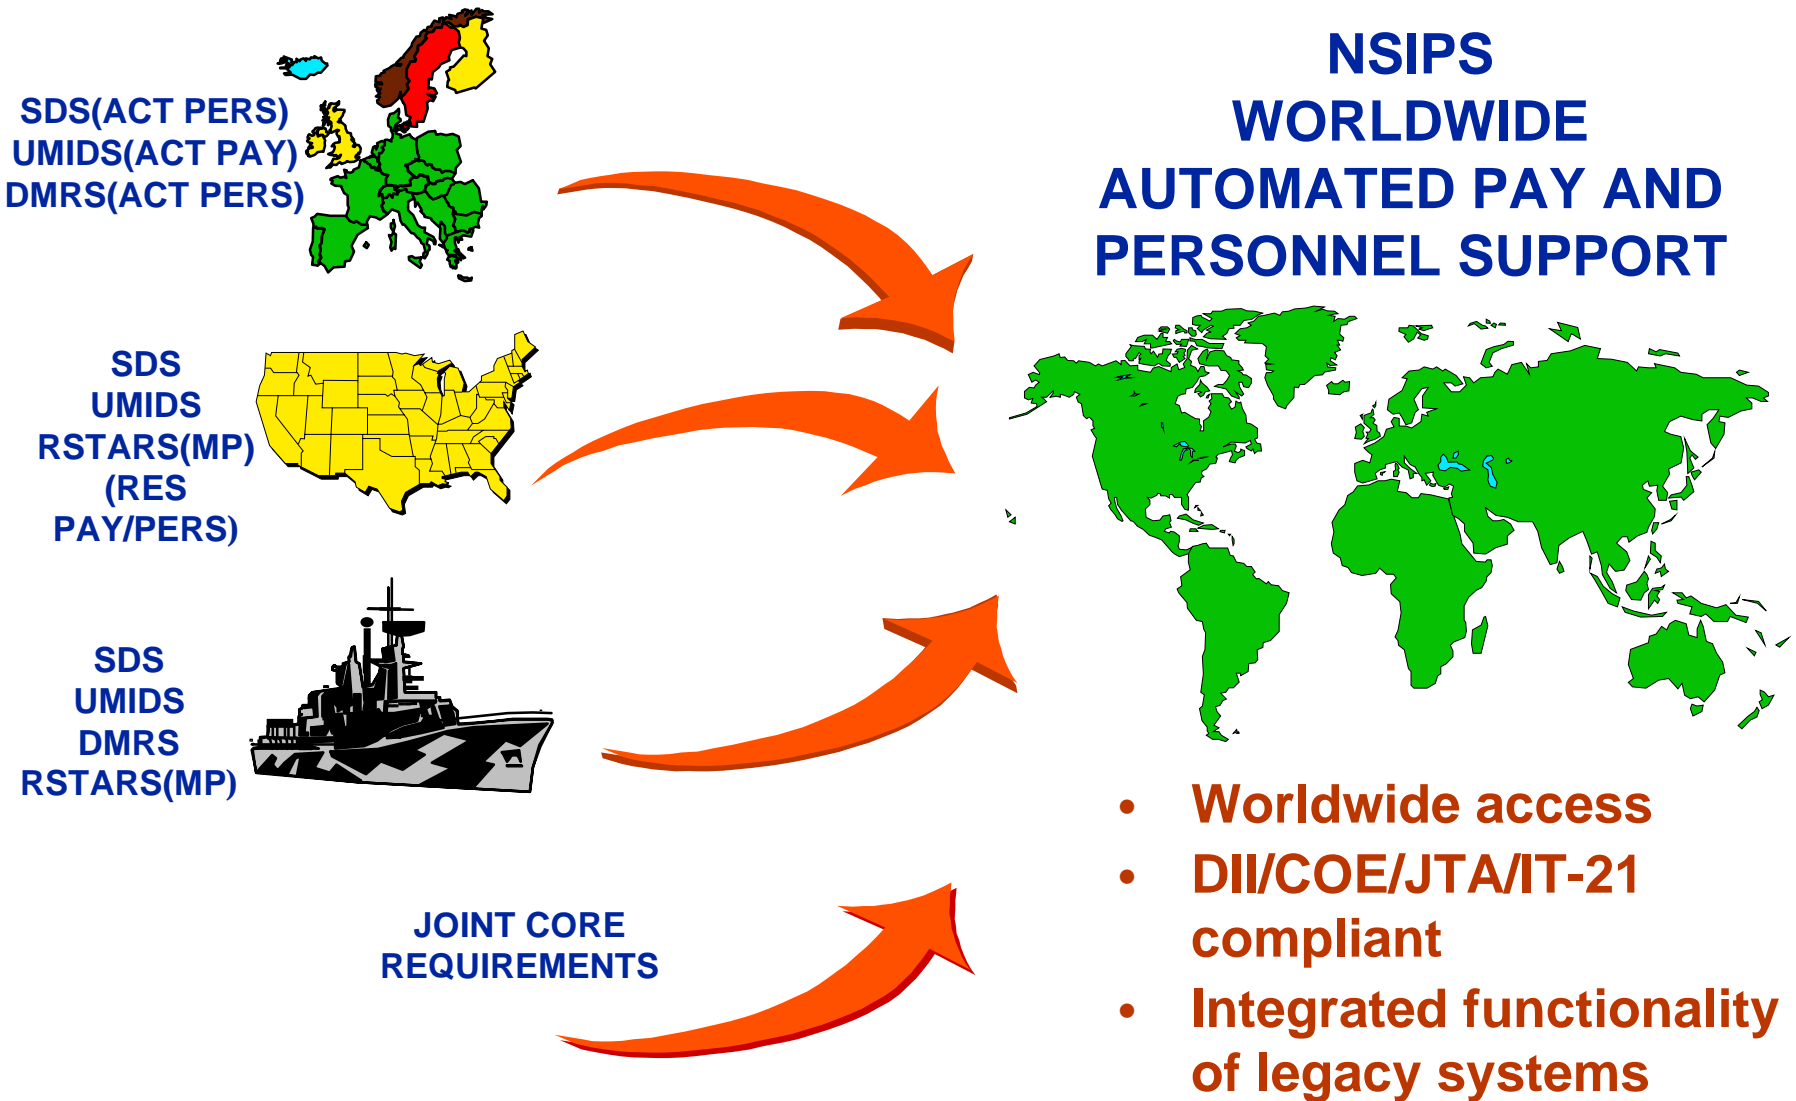 SDS(ACT PERS)
UMIDS(ACT PAY)
DMRS(ACT PERS)
SDS
UMIDS
RSTARS(MP)
(RES
PAY/PERS)
SDS
UMIDS
DMRS
RSTARS(MP)
JOINT CORE
REQUIREMENTS
NSIPS
WORLDWIDE
AUTOMATED PAY AND
PERSONNEL SUPPORT
• Worldwide access
• DII/COE/JTA/IT-21
compliant
• Integrated functionality
of legacy systems